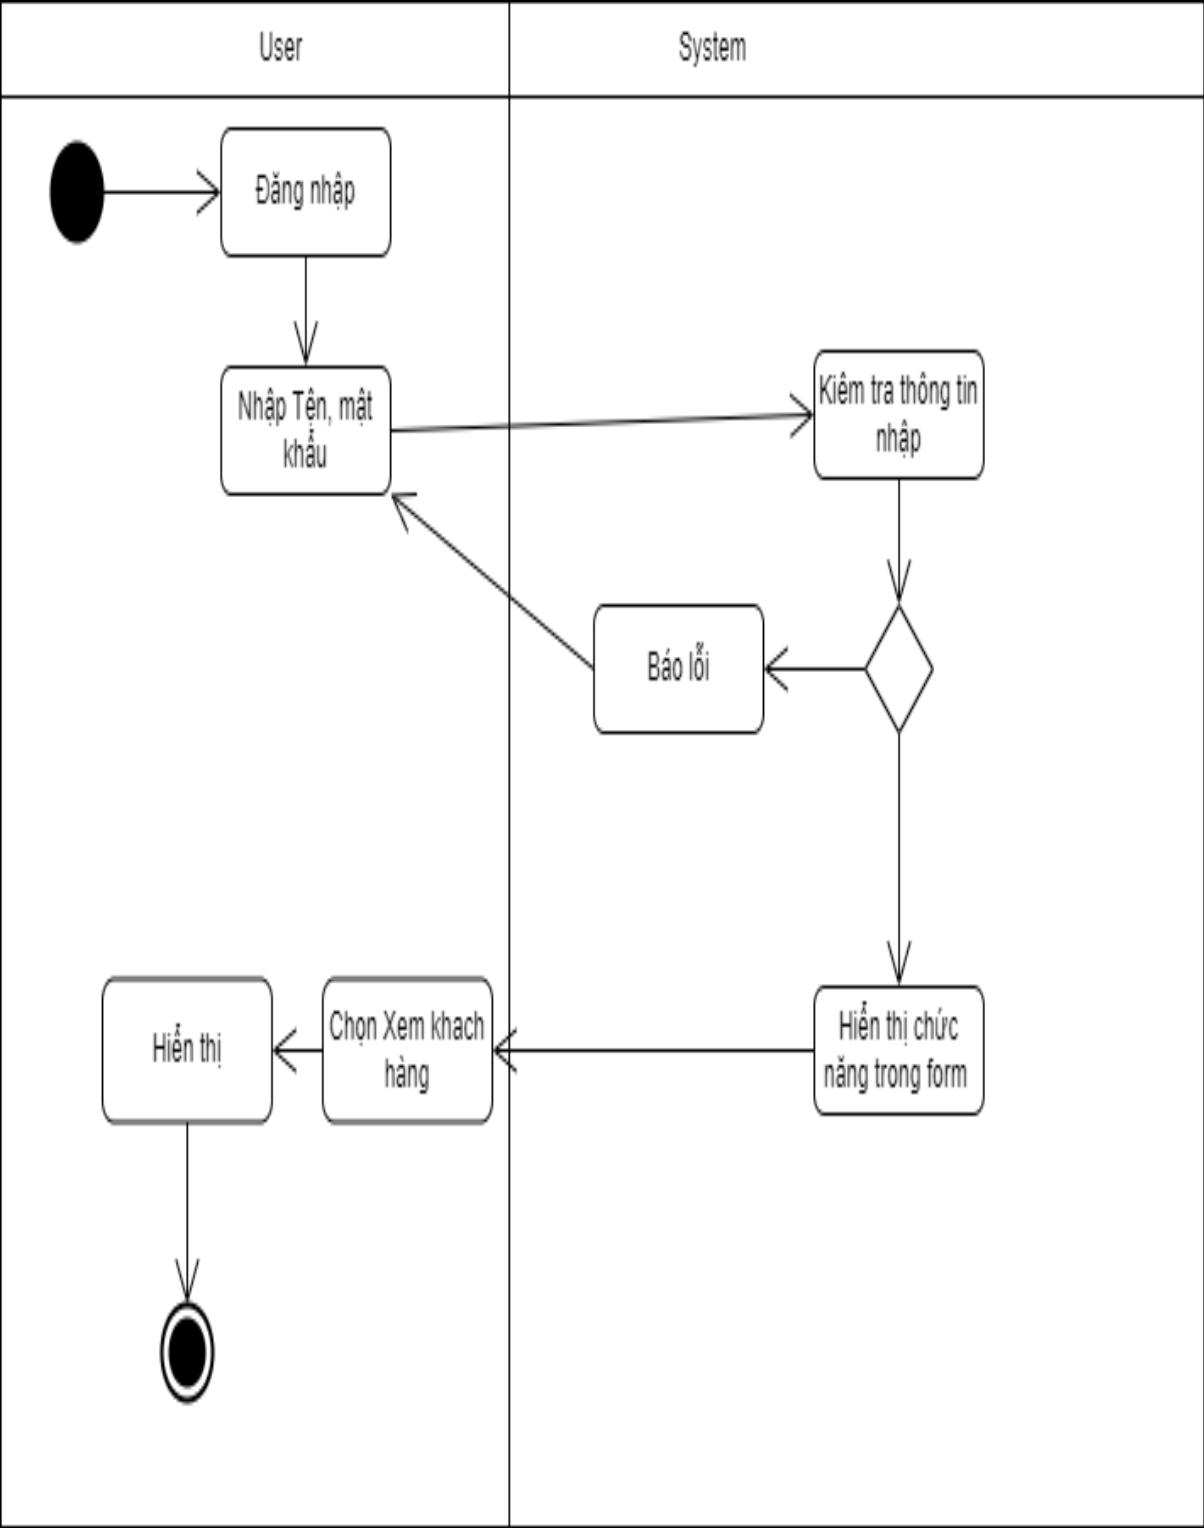 User
System
Đăng nhập
Nhập Tện, mật
khẩu
Kiêm tra thông tin
nhập
Báo lỗi
Hiển thị
Chọn Xem khach
hàng
Hiển thị chức
năng trong form